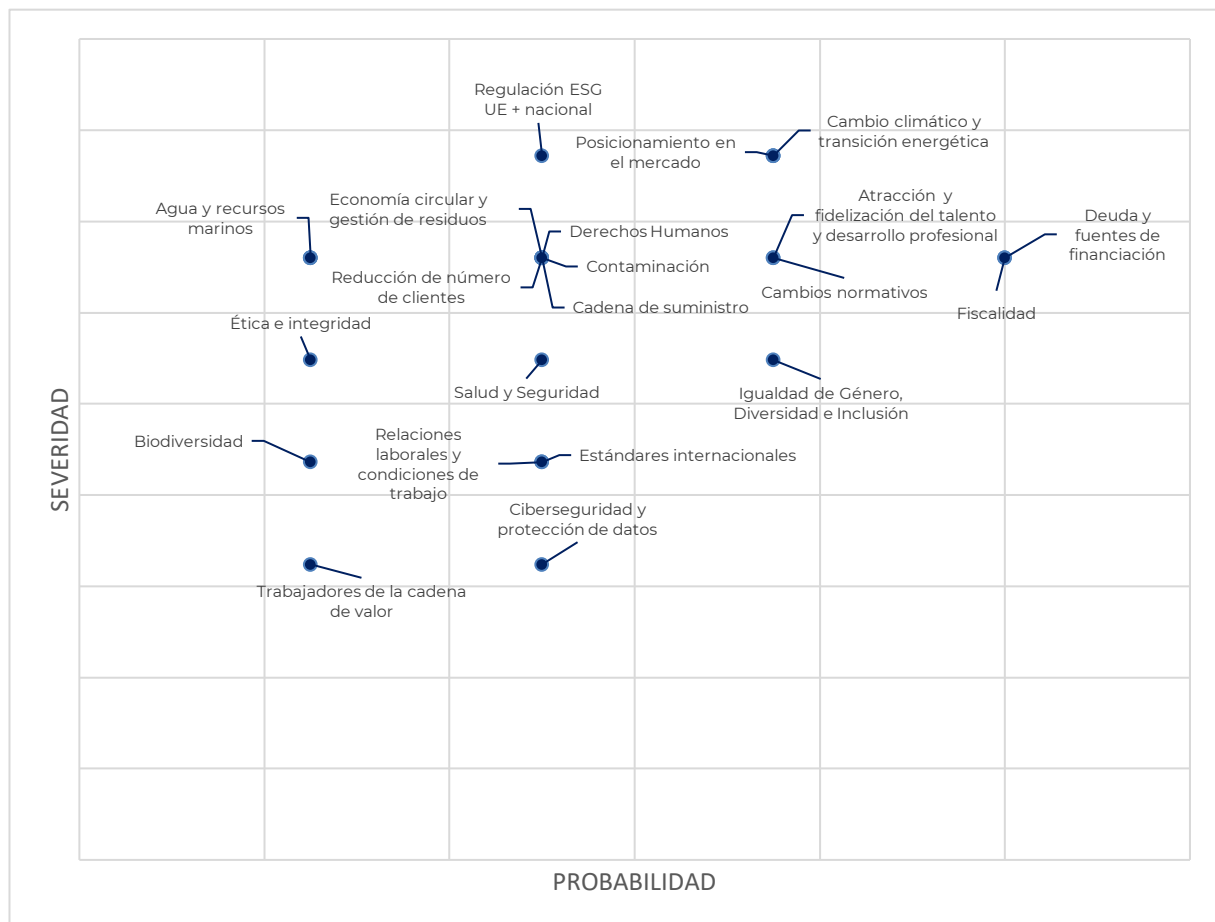 Regulación ESG
UE + nacional
Posicionamiento en
el mercado
Cambio climático y
transición energética
Agua y recursos
marinos
Economía circular y
gestión de residuos
Derechos Humanos
Contaminación
Reducción de número
de clientes
Cadena de suministro
Atracción y
fidelización del talento
y desarrollo profesional
Cambios normativos
Deuda y
fuentes de
financiación
Fiscalidad
Ética e integridad
Salud y Seguridad
Igualdad de Género,
Diversidad e Inclusión
Biodiversidad
Relaciones
laborales y
condiciones de
trabajo
Estándares internacionales
Ciberseguridad y
protección de datos
Trabajadores de la cadena
de valor
SEVERIDAD
PROBABILIDAD